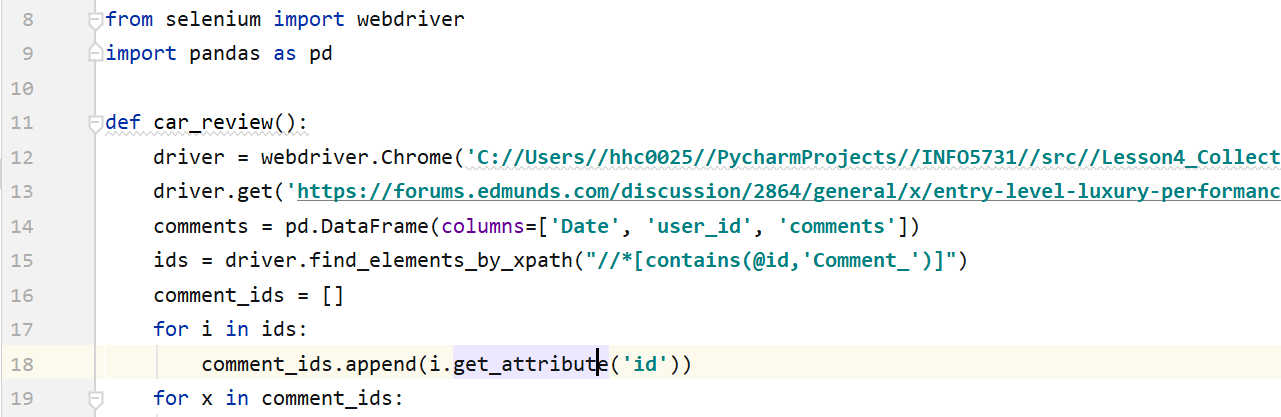 8 from selenium import webdriver
9 import pandas as pd
10
11 def car_review():
12 driver = webdriver.Chrome('C://Users//hhc0025//PycharmProjects//INFO5731//src//Lesson4_Collect
13 driver.get('https://forums.edmunds.com/discussion/2864/general/x/entry-level-luxury-performanc
14 comments = pd.DataFrame(columns=['Date', 'user_id', 'comments'])
15 ids = driver.find_elements_by_xpath("//*[contains(@id,'Comment_')]")
16 comment_ids = []
17 for i in ids:
18 comment_ids.append(i.get_attribute('id'))
19 for x in comment_ids: